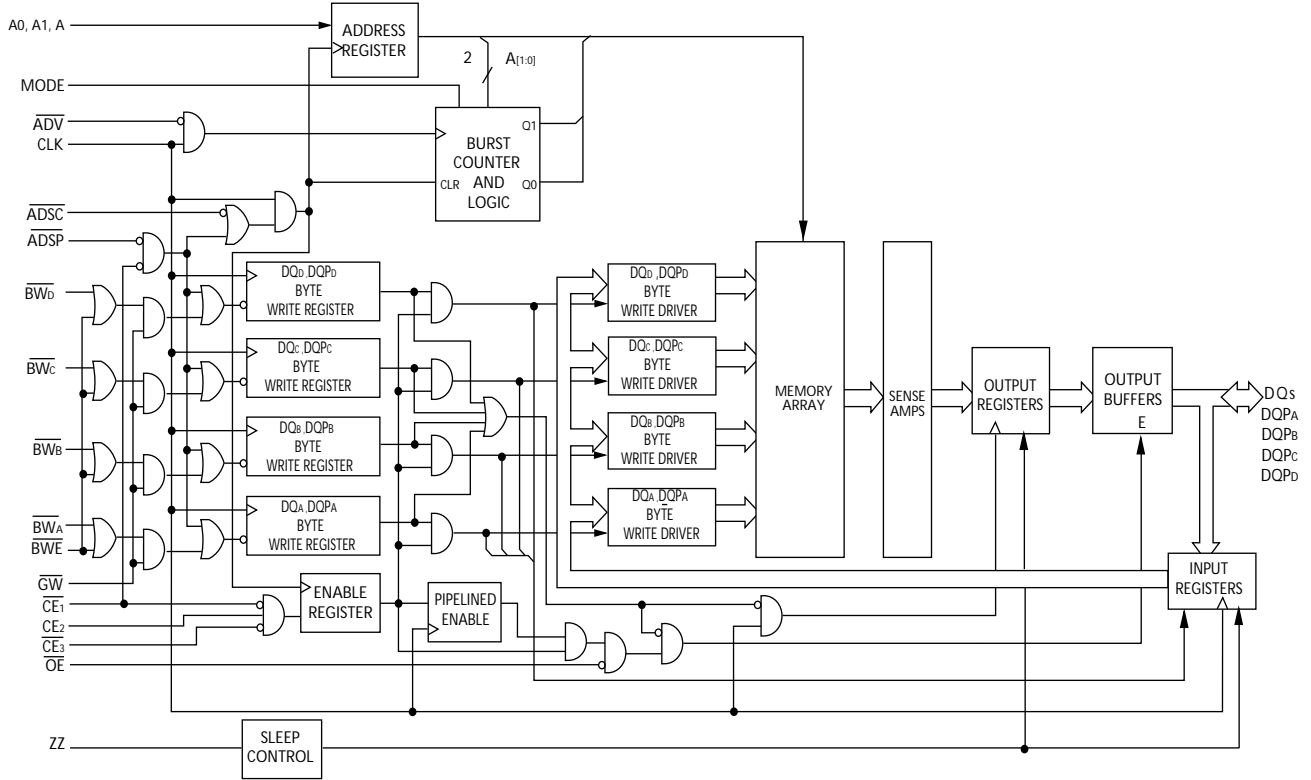 A0, A1, A
ADDRESS
REGISTER
2
A[1:0]
MODE
ADV
CLK
BURST
COUNTER
AND
LOGIC
CLR
Q1
Q0
ADSC
ADSP
BWD
DQD ,DQPD
BYTE
WRITE REGISTER
DQD ,DQPD
BYTE
WRITE DRIVER
BWC
DQC ,DQPC
BYTE
WRITE REGISTER
DQC ,DQPC
BYTE
WRITE DRIVER
MEMORY
ARRAY
SENSE
AMPS
OUTPUT
REGISTERS
OUTPUT
BUFFERS
E
DQs
DQPA
DQPB
DQPC
DQPD
BWB
DQB ,DQPB
BYTE
WRITE REGISTER
DQB ,DQPB
BYTE
WRITE DRIVER
BWA
BWE
DQA ,DQPA
BYTE
WRITE REGISTER
DQA ,DQPA
BYTE
WRITE DRIVER
GW
CE1
CE2
CE3
OE
ENABLE
REGISTER
PIPELINED
ENABLE
INPUT
REGISTERS
ZZ
SLEEP
CONTROL